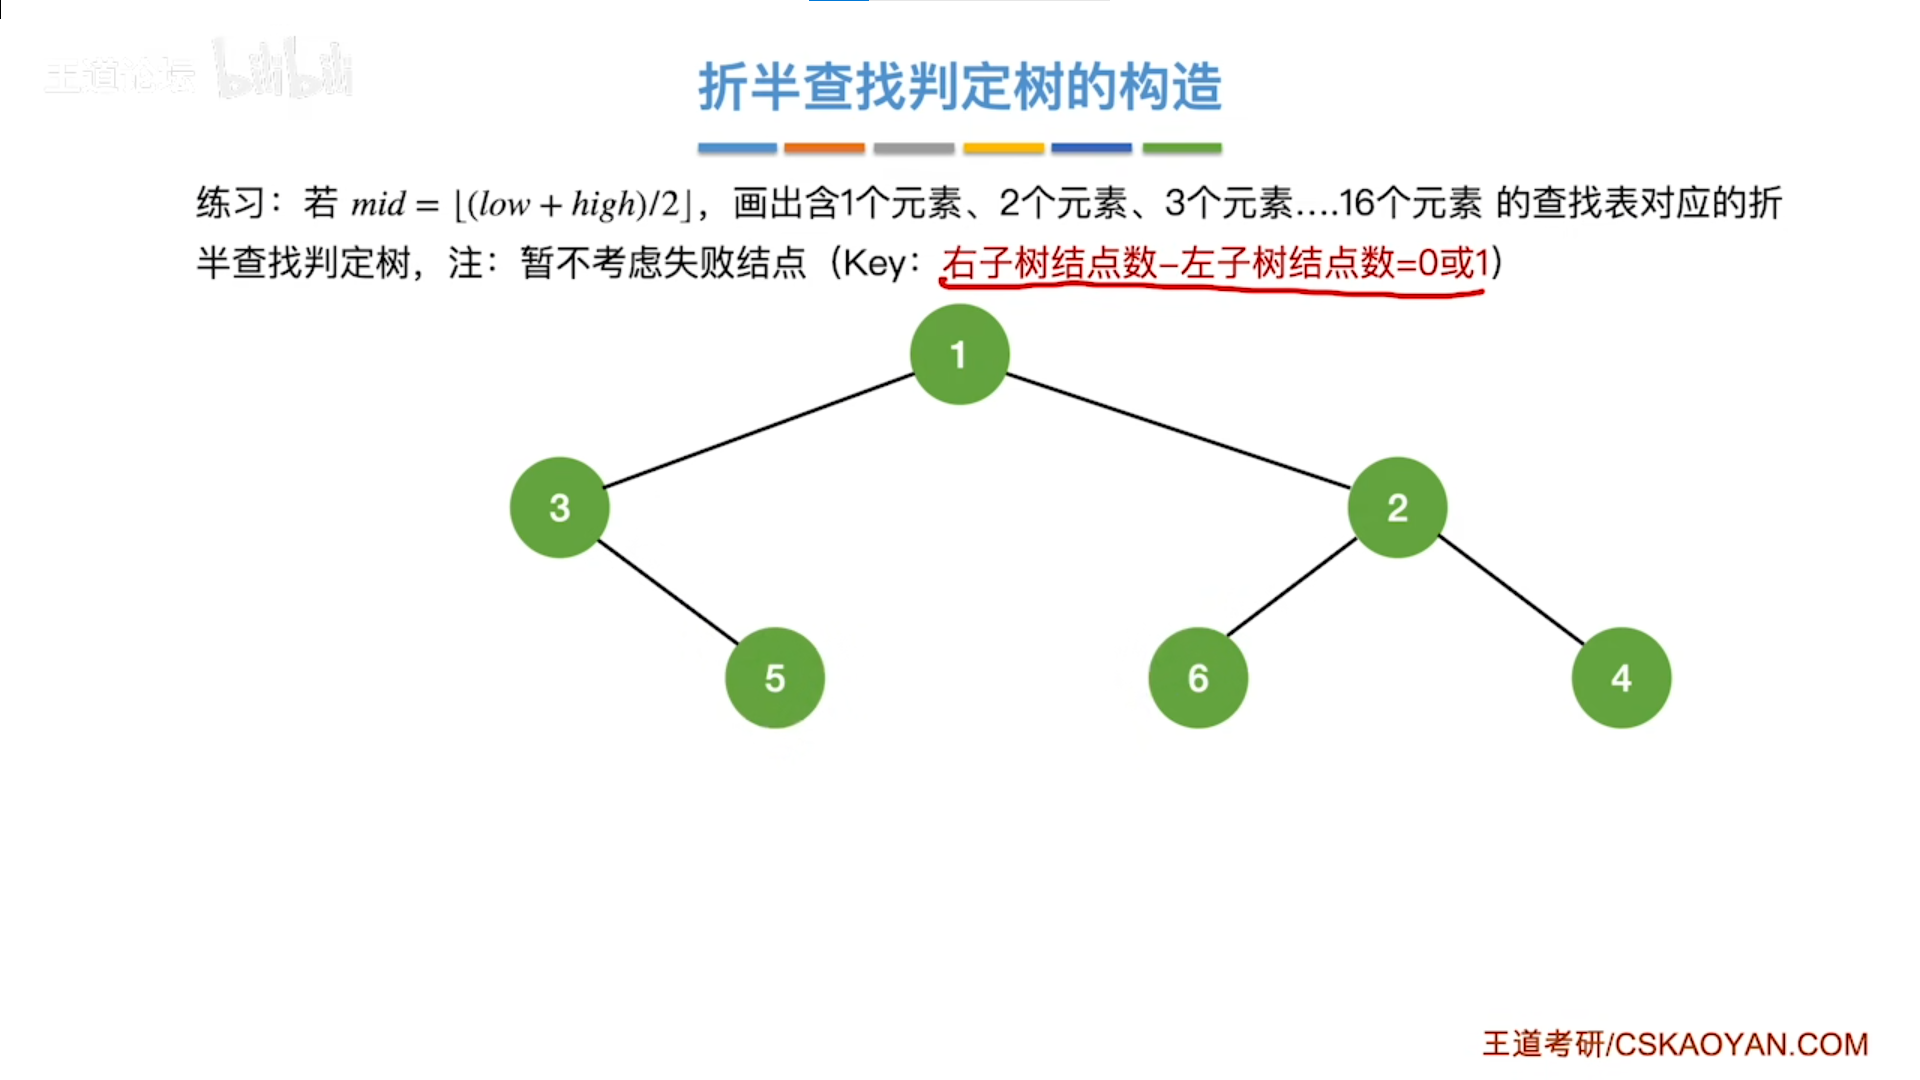 王道论坛 bilibili
折半查找判定树的构造
练习：若 mid = ⌊(low + high)/2⌋，画出含1个元素、2个元素、3个元素….16个元素 的查找表对应的折
半查找判定树，注：暂不考虑失败结点（Key：右子树结点数–左子树结点数=0或1）
1
3 2
5 6 4
王道考研/CSKAOYAN.COM